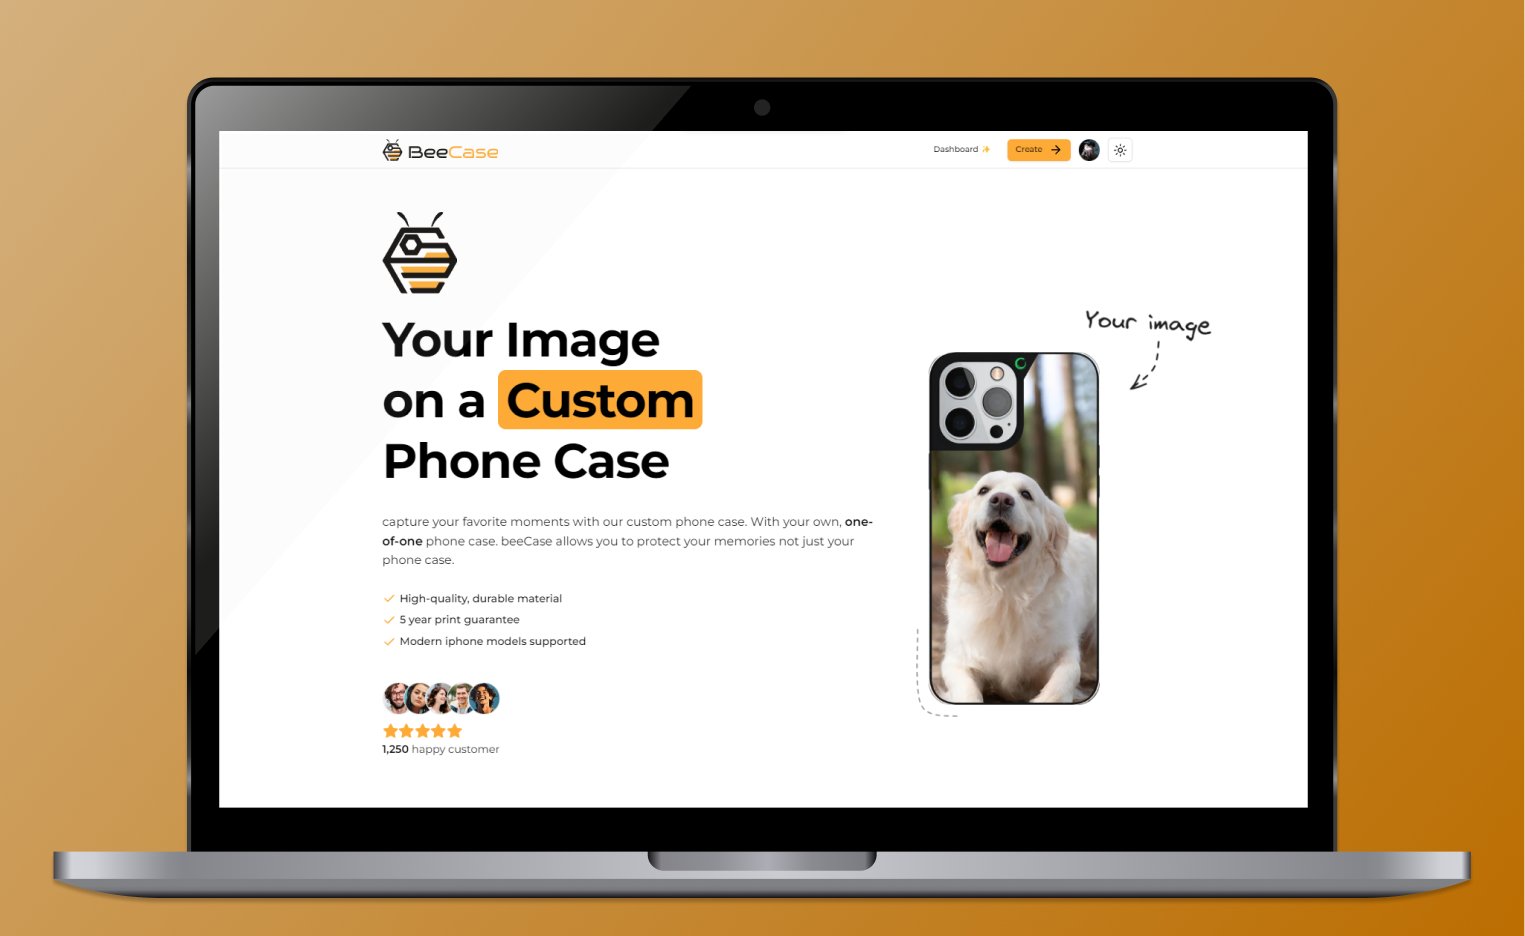 BeeCase
Dashboard
Create
Your Image
on a Custom
Phone Case
Your image
capture your favorite moments with our custom phone case. With your own, one-
of-one phone case. beeCase allows you to protect your memories not just your
phone case.
High-quality, durable material
5 year print guarantee
Modern iphone models supported
1,250 happy customer